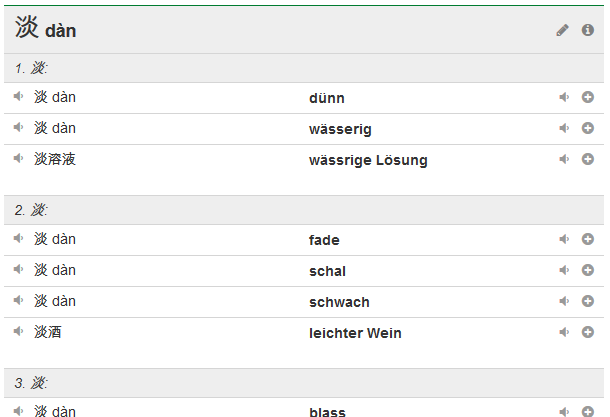 淡 dàn
1. 淡:
淡 dàn dünn
淡 dàn wässerig
淡溶液 wässrige Lösung
2. 淡:
淡 dàn fade
淡 dàn schal
淡 dàn schwach
淡酒 leichter Wein
3. 淡:
淡 dàn blass